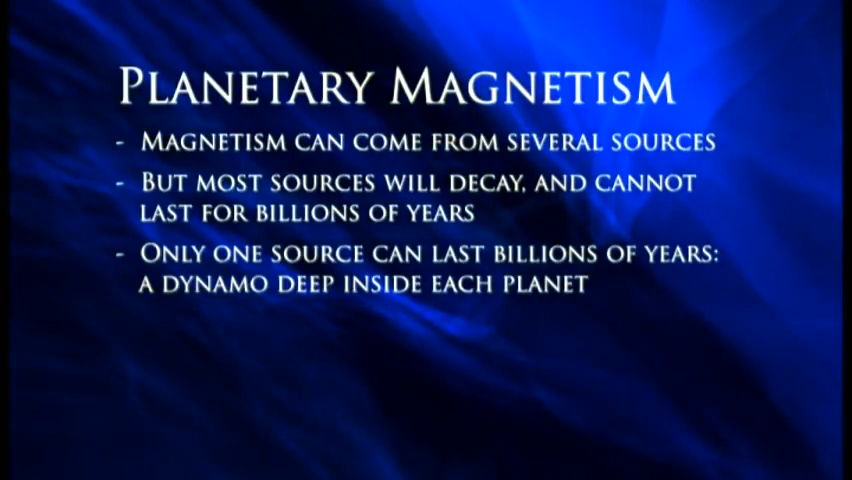 Planetary Magnetism
- Magnetism can come from several sources
- But most sources will decay, and cannot
last for billions of years
- Only one source can last billions of years:
a dynamo deep inside each planet